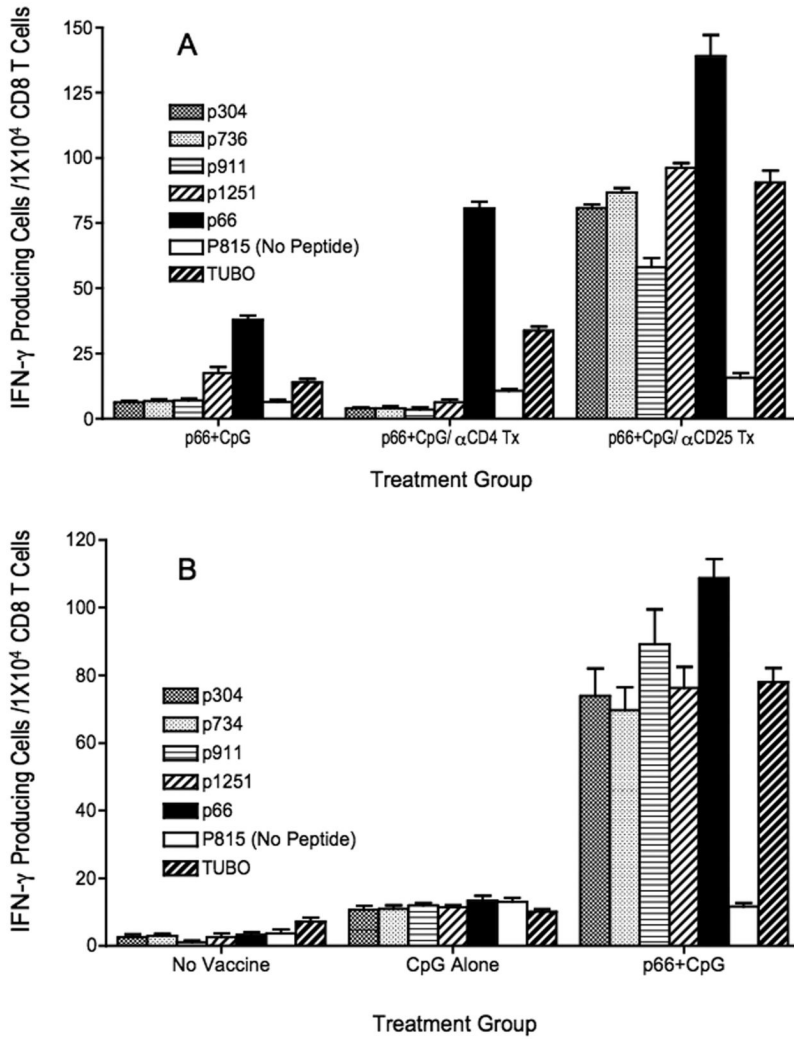 A
IFN-γ Producing Cells /1X10⁴ CD8 T Cells
150
125
100
75
50
25
0
p304
p736
p911
p1251
p66
P815 (No Peptide)
TUBO
p66+CpG
p66+CpG/ αCD4 Tx
p66+CpG/ αCD25 Tx
Treatment Group
B
IFN-γ Producing Cells /1X10⁴ CD8 T Cells
120
100
80
60
40
20
0
p304
p734
p911
p1251
p66
P815 (No Peptide)
TUBO
No Vaccine
CpG Alone
p66+CpG
Treatment Group